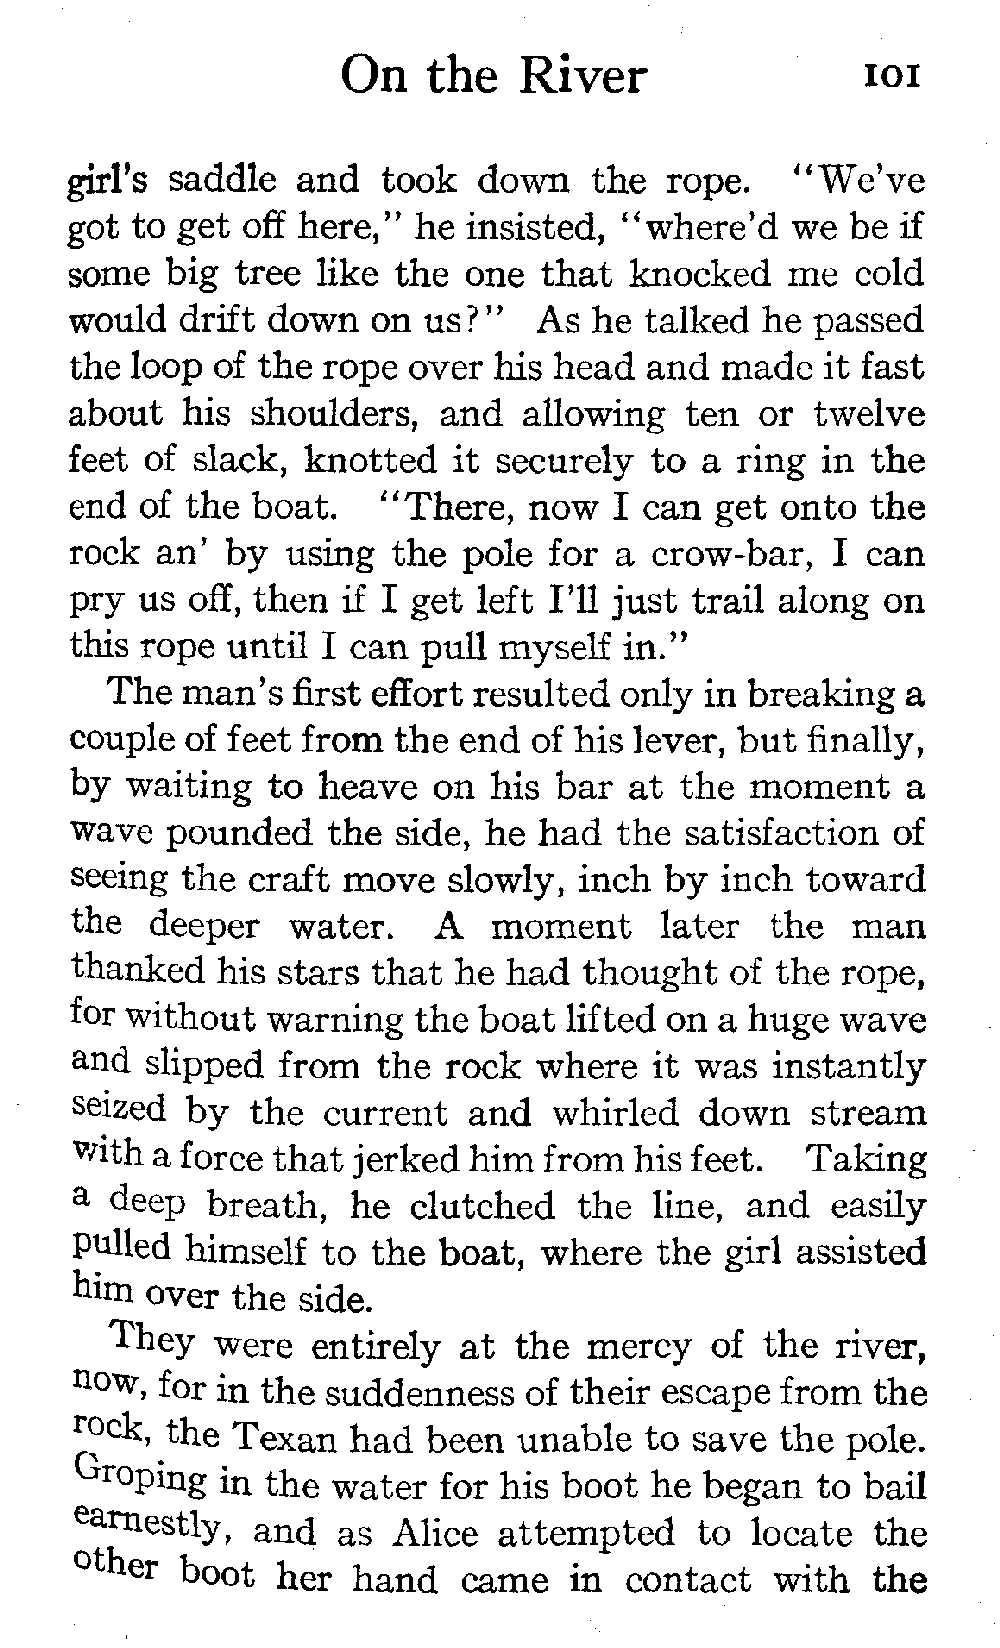 On the River 101
girl's saddle and took down the rope. "We've
got to get off here," he insisted, "where'd we be if
some big tree like the one that knocked me cold
would drift down on us?" As he talked he passed
the loop of the rope over his head and made it fast
about his shoulders, and allowing ten or twelve
feet of slack, knotted it securely to a ring in the
end of the boat. "There, now I can get onto the
rock an' by using the pole for a crow-bar, I can
pry us off, then if I get left I'll just trail along on
this rope until I can pull myself in."
The man's first effort resulted only in breaking a
couple of feet from the end of his lever, but finally,
by waiting to heave on his bar at the moment a
wave pounded the side, he had the satisfaction of
seeing the craft move slowly, inch by inch toward
the deeper water. A moment later the man
thanked his stars that he had thought of the rope,
for without warning the boat lifted on a huge wave
and slipped from the rock where it was instantly
seized by the current and whirled down stream
with a force that jerked him from his feet. Taking
a deep breath, he clutched the line, and easily
pulled himself to the boat, where the girl assisted
him over the side.
They were entirely at the mercy of the river,
now, for in the suddenness of their escape from the
rock, the Texan had been unable to save the pole.
Groping in the water for his boot he began to bail
earnestly, and as Alice attempted to locate the
other boot her hand came in contact with the